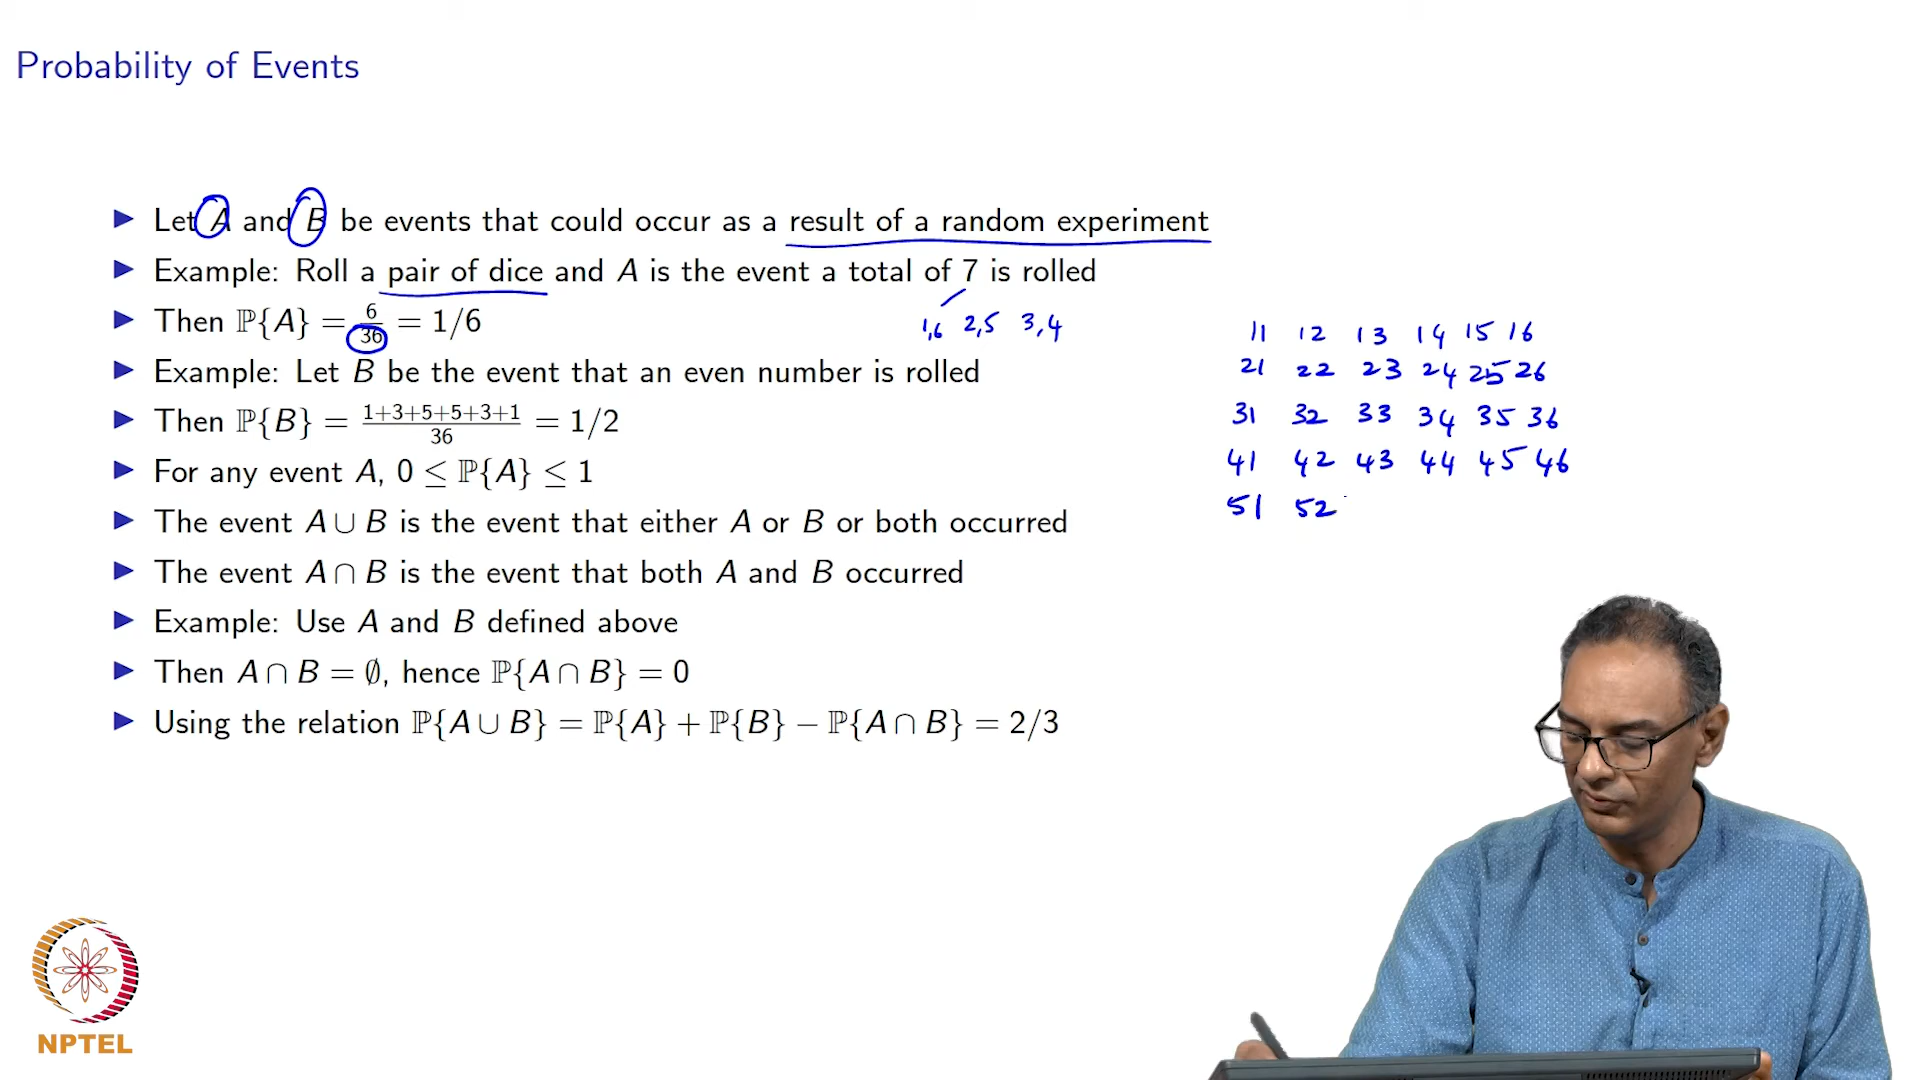 Probability of Events
Let A and B be events that could occur as a result of a random experiment
Example: Roll a pair of dice and A is the event a total of 7 is rolled
Then ℙ{A} = 6/36 = 1/6
1,6 2,5 3,4
Example: Let B be the event that an even number is rolled
Then ℙ{B} = 1+3+5+5+3+1/36 = 1/2
For any event A, 0 ≤ ℙ{A} ≤ 1
The event A ∪ B is the event that either A or B or both occurred
The event A ∩ B is the event that both A and B occurred
Example: Use A and B defined above
Then A ∩ B = ∅, hence ℙ{A ∩ B} = 0
Using the relation ℙ{A ∪ B} = ℙ{A} + ℙ{B} − ℙ{A ∩ B} = 2/3
11 12 13 14 15 16
21 22 23 24 25 26
31 32 33 34 35 36
41 42 43 44 45 46
51 52
NPTEL